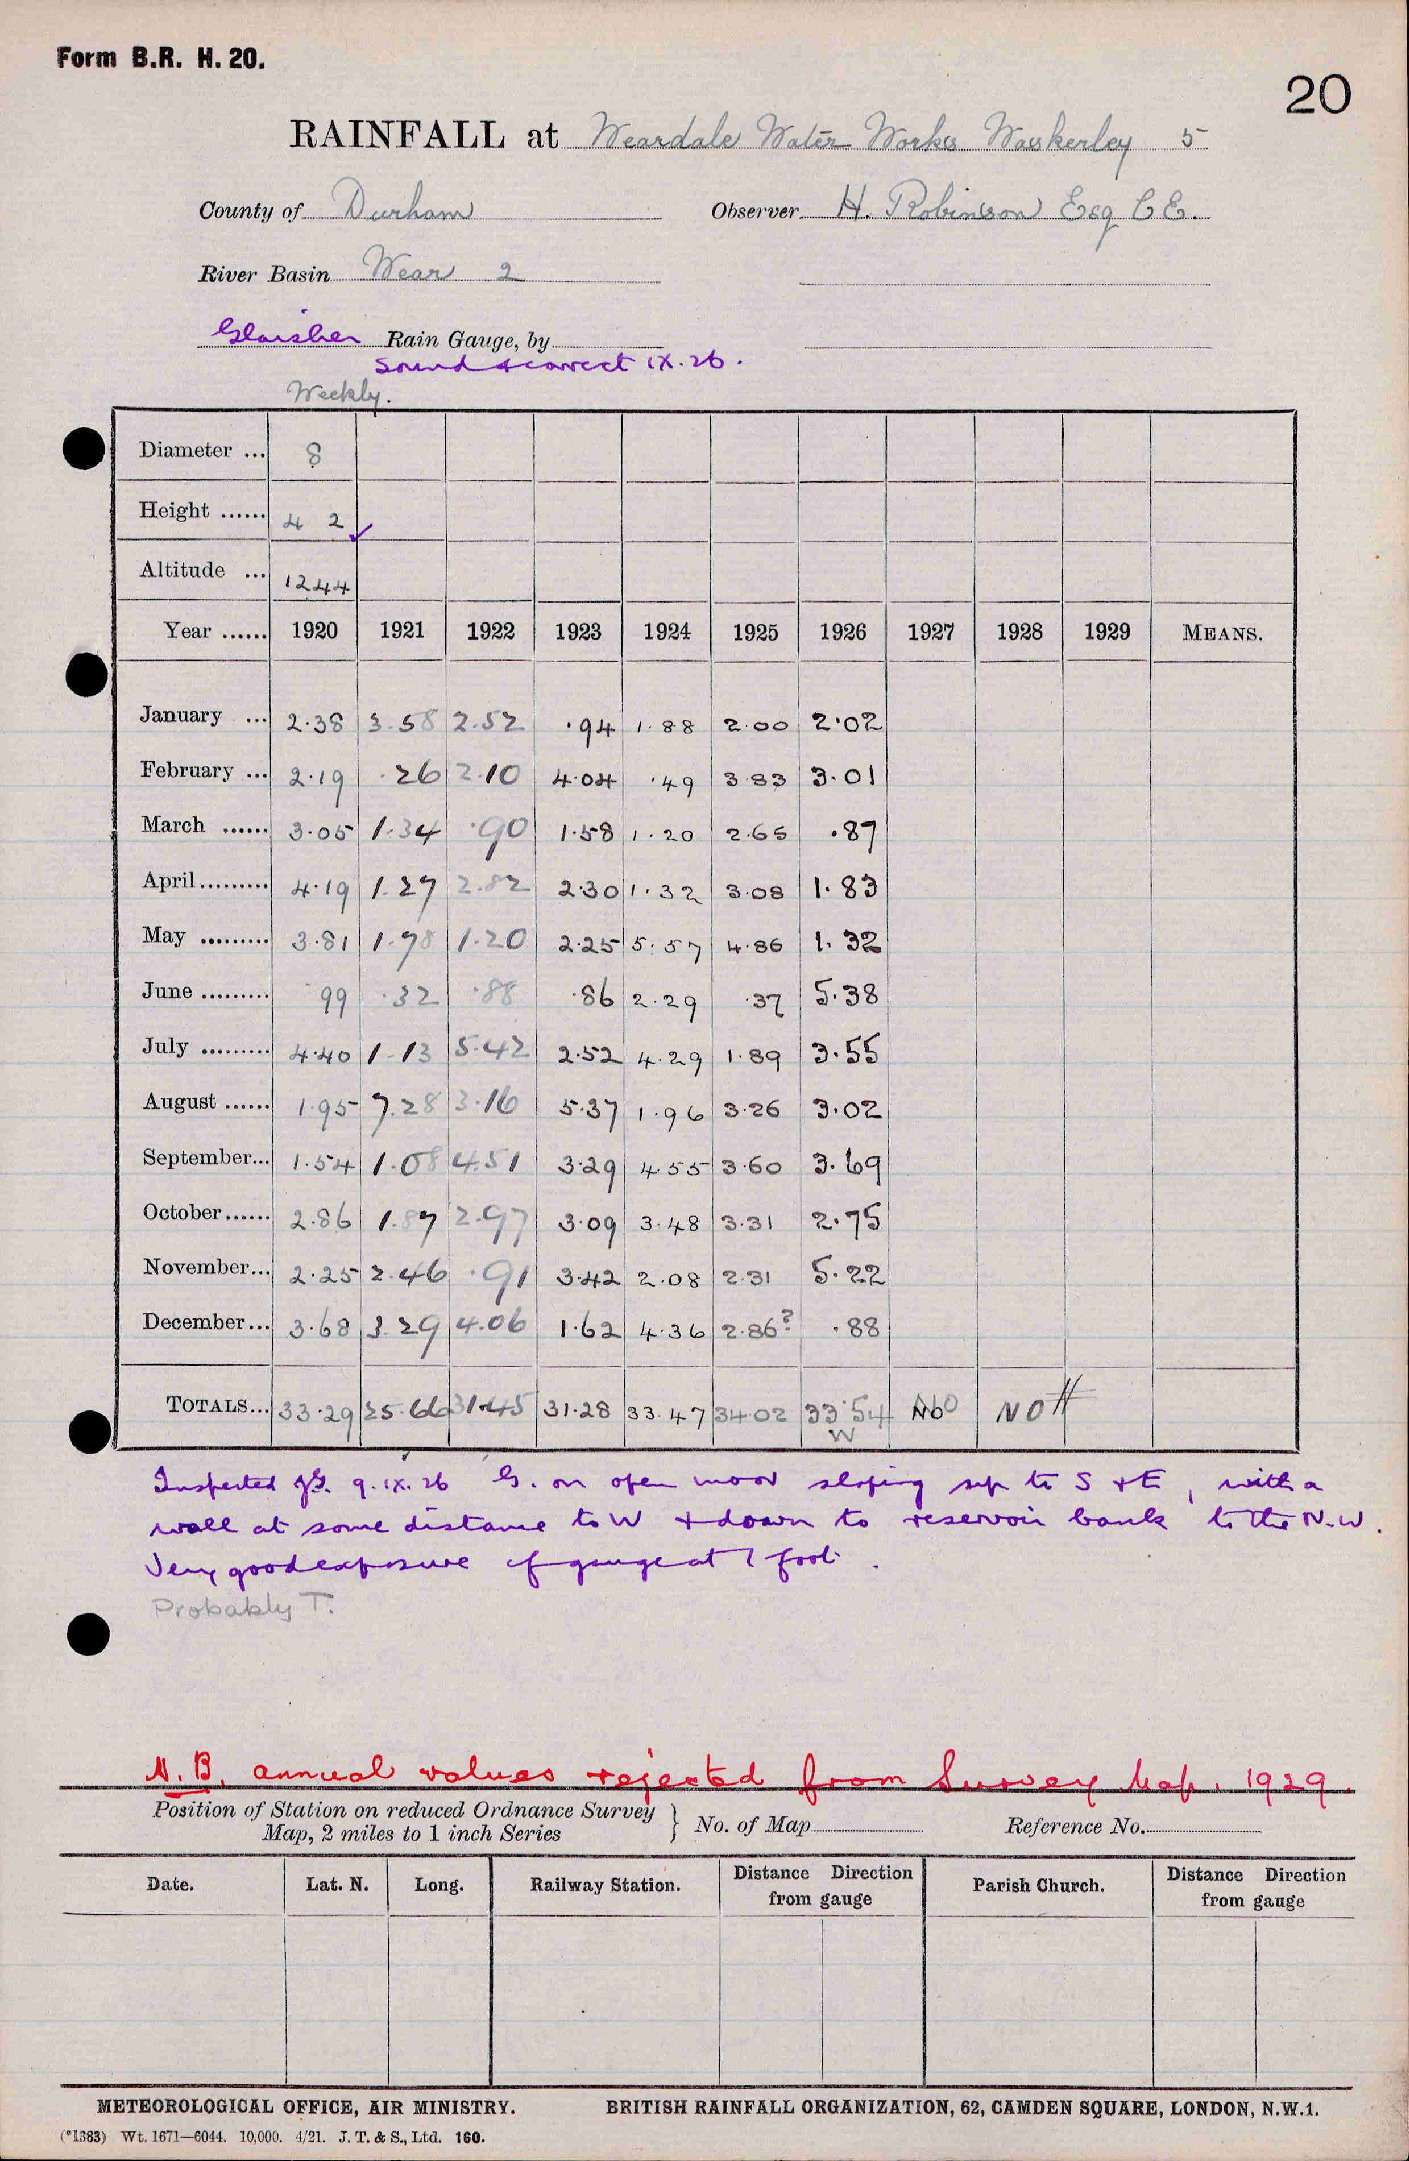 Form B.R. H. 20.
20
RAINFALL at Weardale Water Works Waskerley 5
County of Durham Observer H. Robinson Esq C E.
River Basin Wear 2
Glaisher Rain Gauge, by
Sound & correct IX.26.
Weekly.
Diameter ... 8
Height ...... 4 2 ✓
Altitude ... 1244
Year ...... 1920 1921 1922 1923 1924 1925 1926 1927 1928 1929 MEANS.
January ... 2.38 3.58 2.52 .94 1.88 2.00 2.02
February ... 2.19 .26 2.10 4.04 .49 3.83 3.01
March ...... 3.05 1.34 .90 1.58 1.20 2.65 .87
April ......... 4.19 1.27 2.82 2.30 1.32 3.08 1.83
May ......... 3.81 1.78 1.20 2.25 5.57 4.86 1.32
June ......... .99 .32 .88 .86 2.29 .37 5.38
July ......... 4.40 1.13 5.42 2.52 4.29 1.89 3.55
August ...... 1.95 7.28 3.16 5.37 1.96 3.26 3.02
September... 1.54 1.08 4.51 3.29 4.55 3.60 3.69
October...... 2.86 1.87 2.97 3.09 3.48 3.31 2.75
November... 2.25 2.46 .91 3.42 2.08 2.31 5.22
December... 3.68 3.29 4.06 1.62 4.36 2.86? .88
TOTALS... 33.29 25.66 31.45 31.28 33.47 34.02 33.54 No NO
W
Inspected JG. 9.ix.26 G. on open moor sloping up to S & E, with a
wall at some distance to W & down to reservoir bank to the N.W.
Very good exposure of gauge at 1 foot.
Probably T.
N.B. annual values rejected from Survey Map. 1929.
Position of Station on reduced Ordnance Survey
Map, 2 miles to 1 inch Series } No. of Map Reference No.
Date. Lat. N. Long. Railway Station. Distance Direction from gauge Parish Church. Distance Direction from gauge
METEOROLOGICAL OFFICE, AIR MINISTRY. BRITISH RAINFALL ORGANIZATION, 62, CAMDEN SQUARE, LONDON, N.W.1.
(*1383) Wt. 1671—6044. 10,000. 4/21. J. T. & S., Ltd. 160.